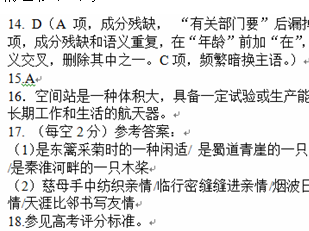 14. D（A 项，成分残缺， “有关部门要”后漏掉
项，成分残缺和语义重复，在“年龄”前加“在”，
义交叉，删除其中之一。C项，频繁暗换主语。）
15.A
16．空间站是一种体积大，具备一定试验或生产能
长期工作和生活的航天器。
17. （每空2分）参考答案：
（1)是东篱采菊时的一种闲适/ 是蜀道青崖的一只
/是秦淮河畔的一只木桨
（2）慈母手中纺织亲情/临行密缝缝进亲情/烟波日
情/天涯比邻书写友情
18.参见高考评分标准。